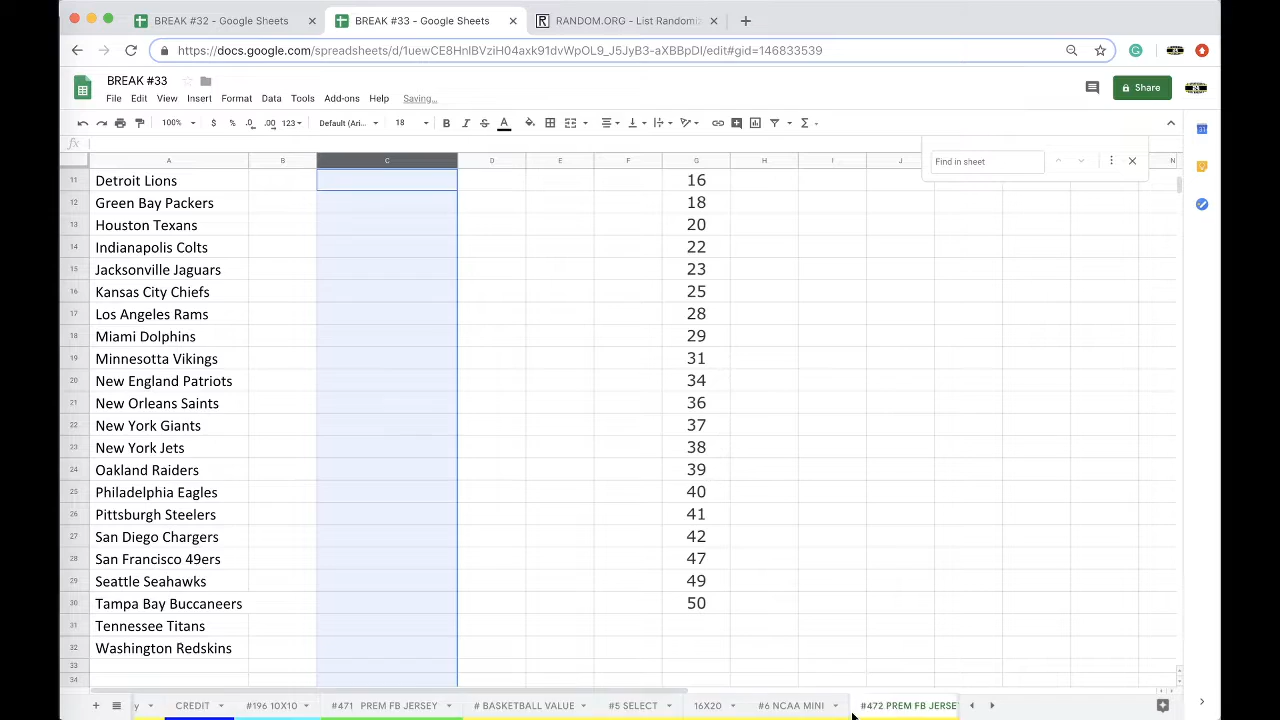 BREAK #32 - Google Sheets BREAK #33 - Google Sheets RANDOM.ORG - List Randomi
https://docs.google.com/spreadsheets/d/1uewCE8HnIBVziH04axk91dvWpOL9_J5JyB3-aXBBpDI/edit#gid=146833539
BREAK #33
File Edit View Insert Format Data Tools Add-ons Help Saving...
Share
100% $ % .0 .00 123 Default (Ari... 18 B I S A
fx
Find in sheet
A B C D E F G H I J N
11 Detroit Lions 16
12 Green Bay Packers 18
13 Houston Texans 20
14 Indianapolis Colts 22
15 Jacksonville Jaguars 23
16 Kansas City Chiefs 25
17 Los Angeles Rams 28
18 Miami Dolphins 29
19 Minnesotta Vikings 31
20 New England Patriots 34
21 New Orleans Saints 36
22 New York Giants 37
23 New York Jets 38
24 Oakland Raiders 39
25 Philadelphia Eagles 40
26 Pittsburgh Steelers 41
27 San Diego Chargers 42
28 San Francisco 49ers 47
29 Seattle Seahawks 49
30 Tampa Bay Buccaneers 50
31 Tennessee Titans
32 Washington Redskins
33
34
y CREDIT #196 10X10 #471 PREM FB JERSEY # BASKETBALL VALUE #5 SELECT 16X20 #6 NCAA MINI #472 PREM FB JERSE